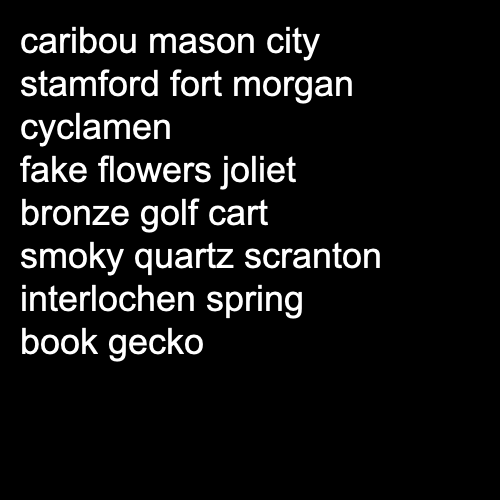 caribou mason city
stamford fort morgan
cyclamen
fake flowers joliet
bronze golf cart
smoky quartz scranton
interlochen spring
book gecko